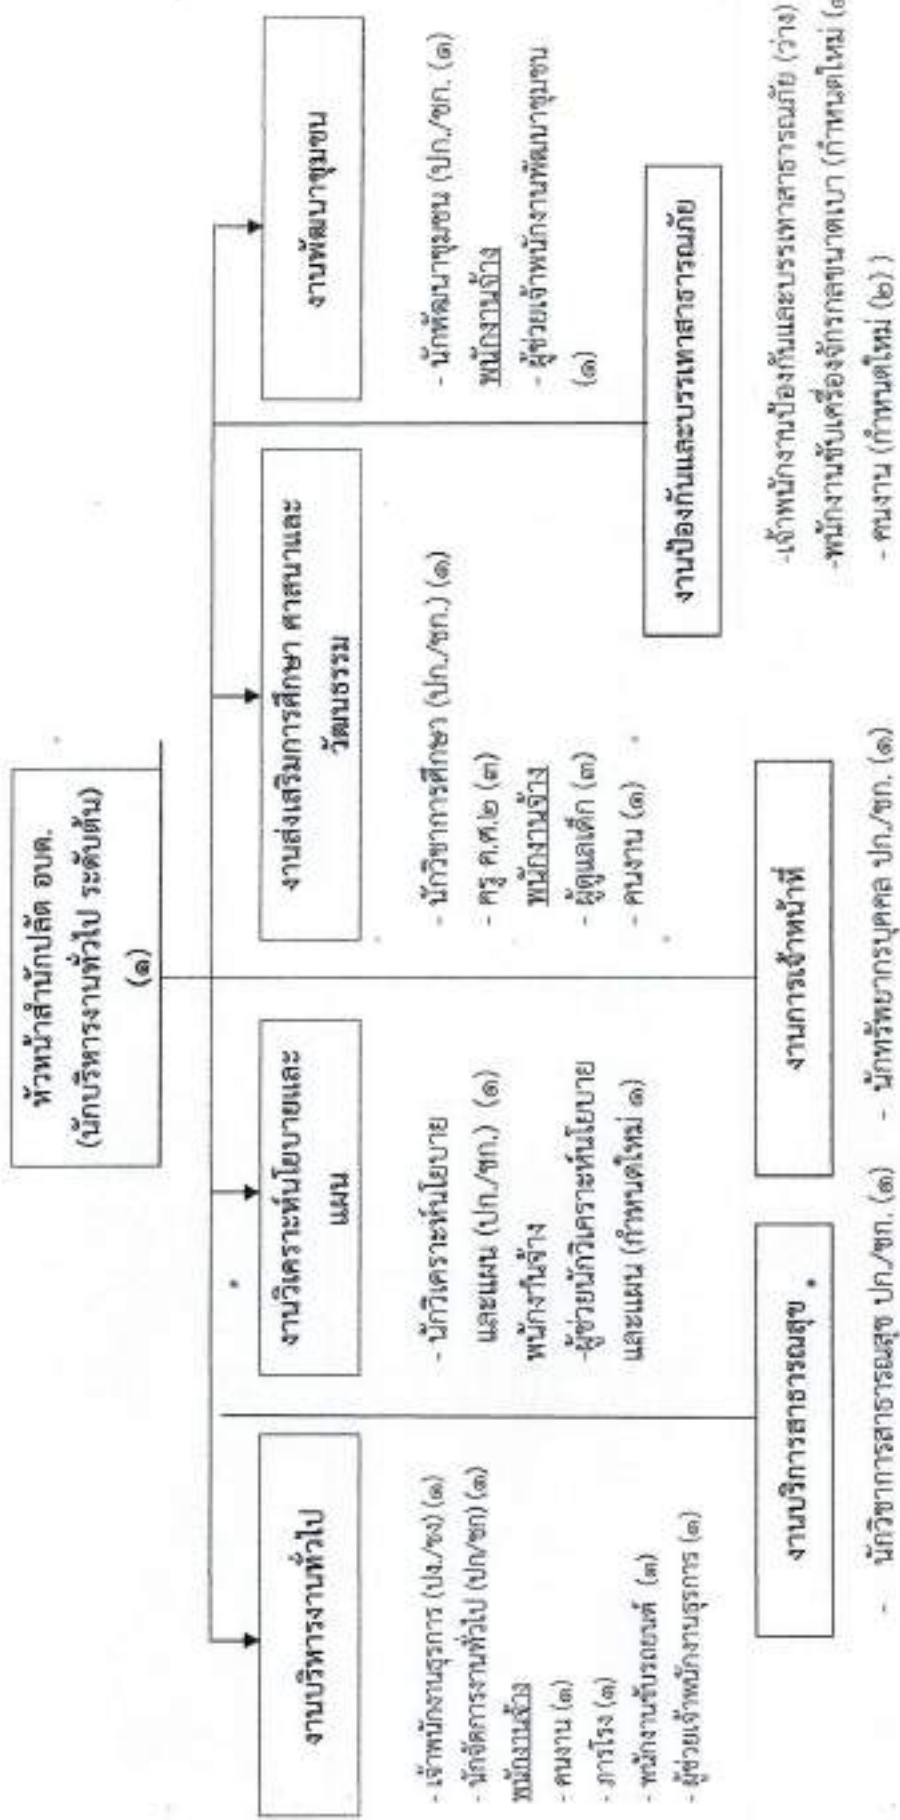 หัวหน้าสำนักปลัด อบต.
(นักบริหารงานทั่วไป ระดับต้น)
(๑)
งานบริหารงานทั่วไป
- เจ้าพนักงานธุรการ (ปง./ชง) (๑)
- นักจัดการงานทั่วไป (ปก/ชก) (๑)
พนักงานจ้าง
- คนงาน (๑)
- ภารโรง (๑)
- พนักงานขับรถยนต์ (๑)
- ผู้ช่วยเจ้าพนักงานธุรการ (๑)
งานวิเคราะห์นโยบายและ
แผน
- นักวิเคราะห์นโยบาย
และแผน (ปก./ชก.) (๑)
พนักงานจ้าง
-ผู้ช่วยนักวิเคราะห์นโยบาย
และแผน (กำหนดใหม่ ๑)
งานส่งเสริมการศึกษา ศาสนาและ
วัฒนธรรม
- นักวิชาการศึกษา (ปก./ชก.) (๑)
- ครู ค.ศ.๒ (๓)
พนักงานจ้าง
- ผู้ดูแลเด็ก (๓)
- คนงาน (๑)
งานพัฒนาชุมชน
- นักพัฒนาชุมชน (ปก./ชก. (๑)
พนักงานจ้าง
- ผู้ช่วยเจ้าพนักงานพัฒนาชุมชน
(๑)
งานบริการสาธารณสุข
- นักวิชาการสาธารณสุข ปก./ชก. (๑)
งานการเจ้าหน้าที่
- นักทรัพยากรบุคคล ปก./ชก. (๑)
งานป้องกันและบรรเทาสาธารณภัย
-เจ้าพนักงานป้องกันและบรรเทาสาธารณภัย (ว่าง)
-พนักงานขับเครื่องจักรกลขนาดเบา (กำหนดใหม่
- คนงาน (กำหนดใหม่ (๒) )